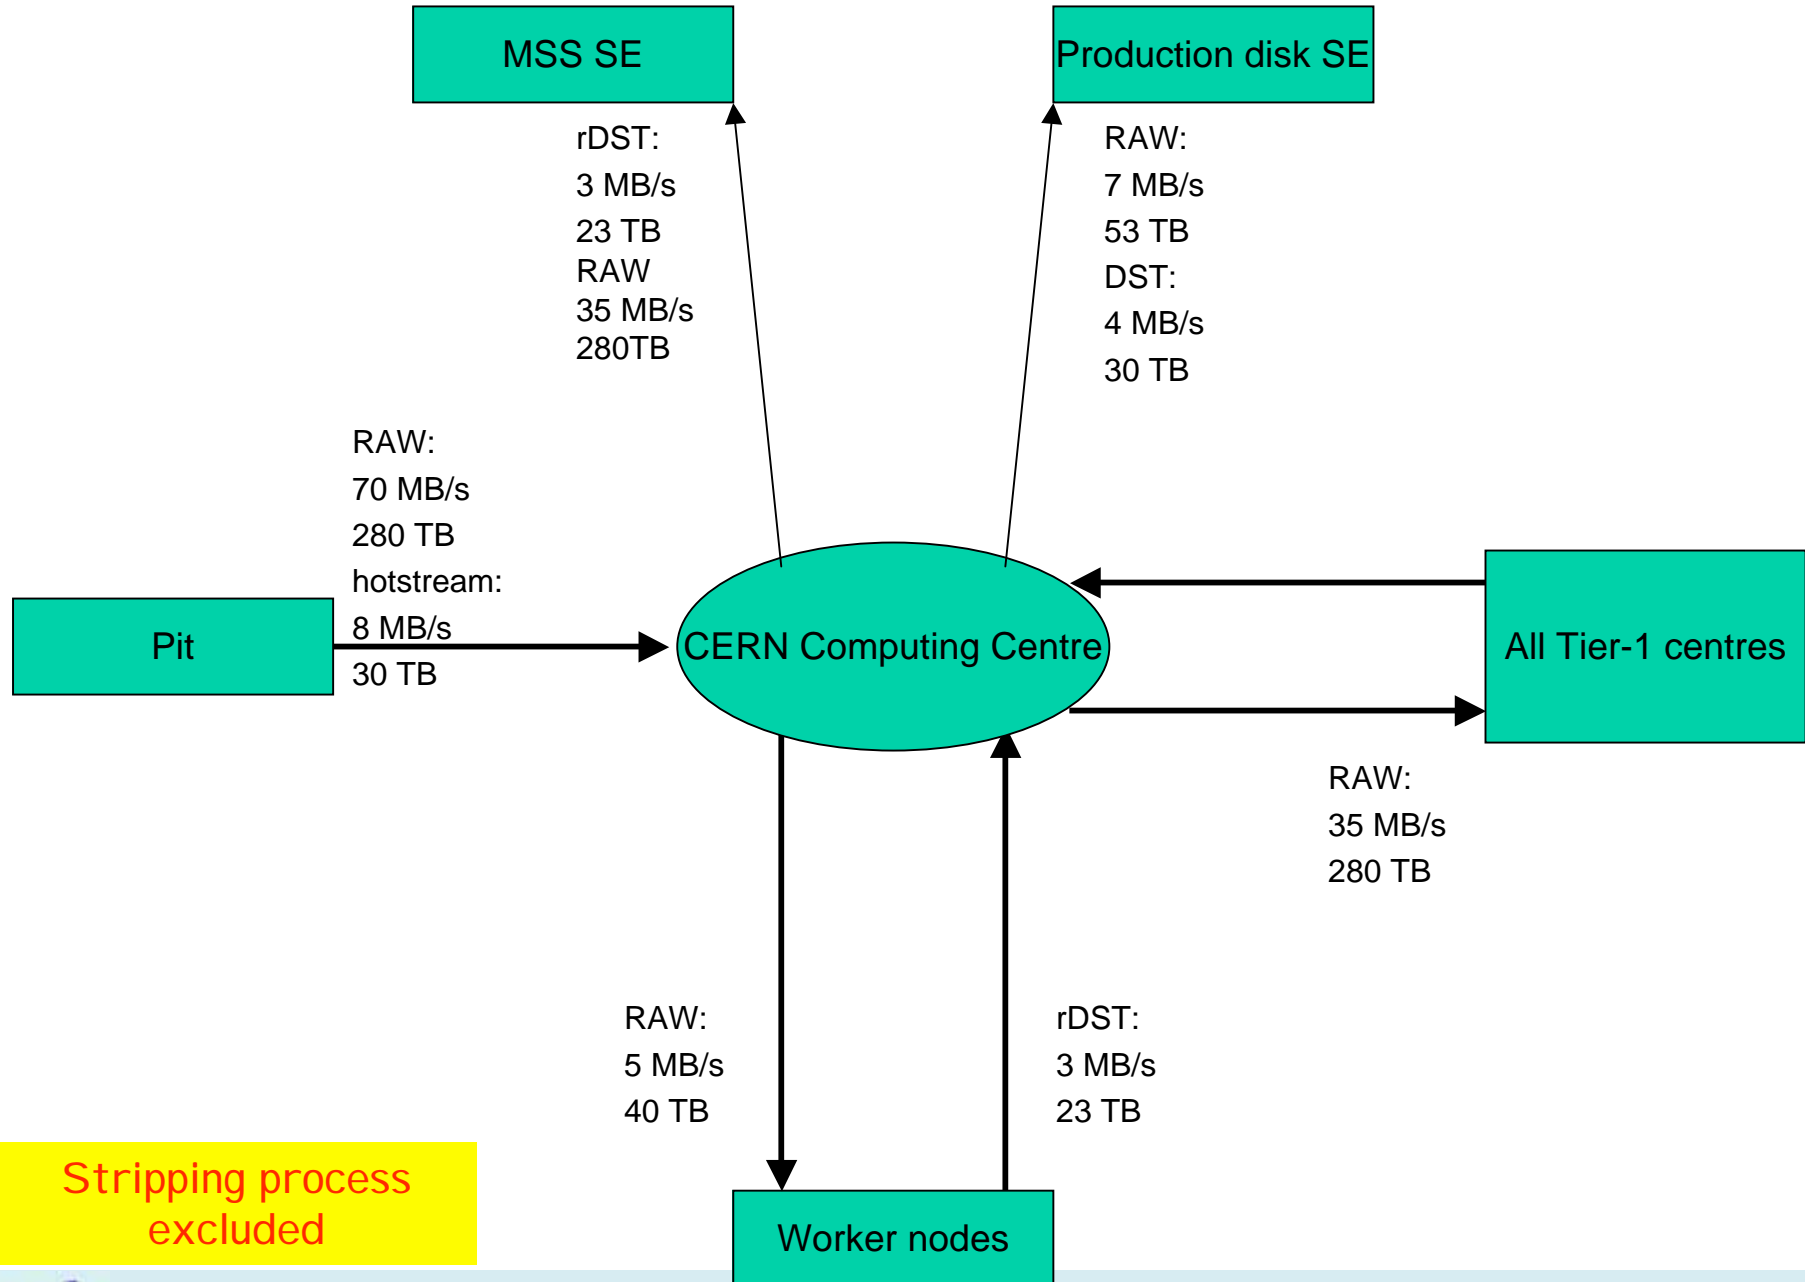 MSS SE
Production disk SE
rDST:
3 MB/s
23 TB
RAW
35 MB/s
280TB
RAW:
7 MB/s
53 TB
DST:
4 MB/s
30 TB
RAW:
70 MB/s
280 TB
hotstream:
8 MB/s
30 TB
Pit
CERN Computing Centre
All Tier-1 centres
RAW:
35 MB/s
280 TB
RAW:
5 MB/s
40 TB
rDST:
3 MB/s
23 TB
Stripping process
excluded
Worker nodes